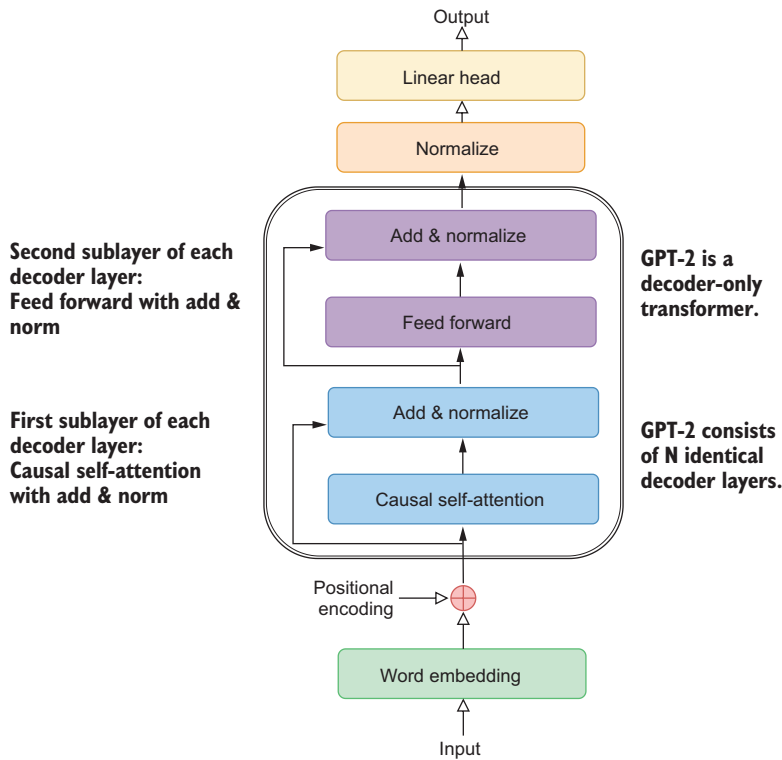 Output
Linear head
Normalize
Add & normalize
Second sublayer of each
decoder layer:
Feed forward with add &
norm
GPT-2 is a
decoder-only
transformer.
Feed forward
Add & normalize
First sublayer of each
decoder layer:
Causal self-attention
with add & norm
GPT-2 consists
of N identical
decoder layers.
Causal self-attention
Positional
encoding
Word embedding
Input